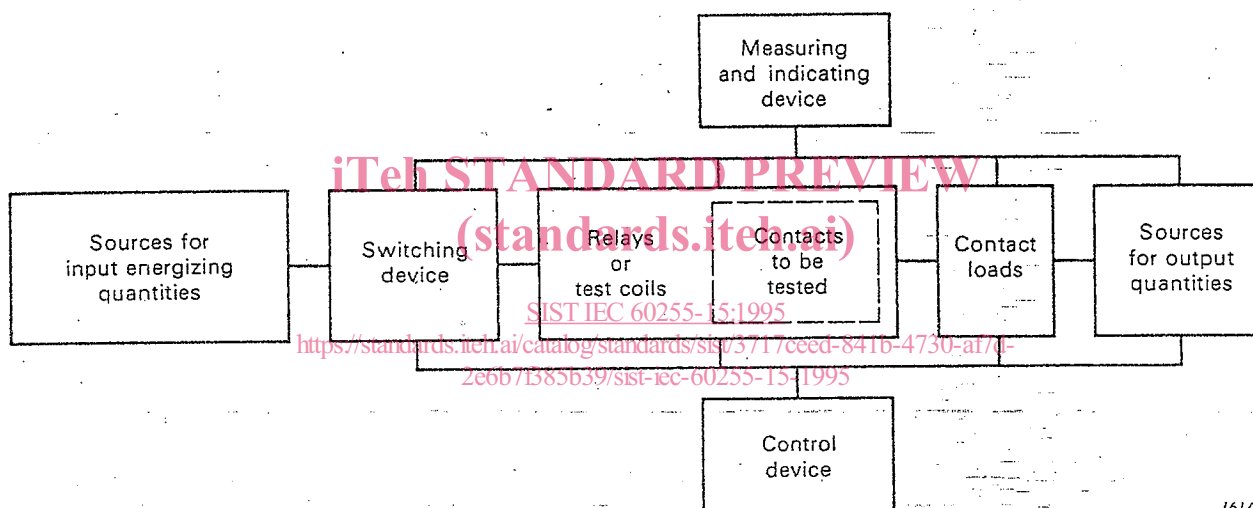 Measuring
and indicating
device
iTeh STANDARD PREVIEW
(standards.iteh.ai)
Sources for
input energizing
quantities
Switching
device
Relays
or
test coils
Contacts
to be
tested
Contact
loads
Sources
for output
quantities
SIST IEC 60255-15:1995
https://standards.iteh.ai/catalog/standards/sist/3717ceed-841b-4730-af7d-
2e6b7f385b39/sist-iec-60255-15-1995
Control
device